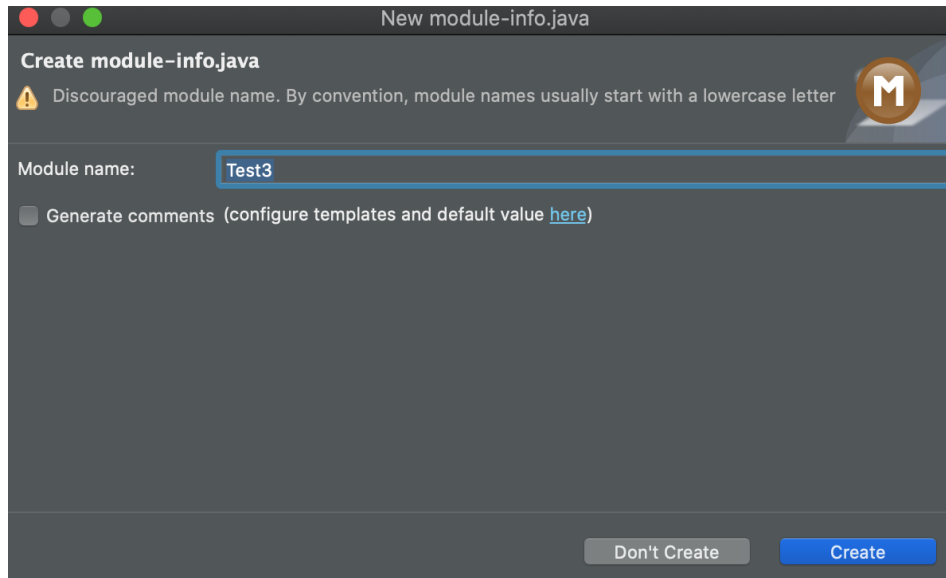 New module-info.java
Create module-info.java
Discouraged module name. By convention, module names usually start with a lowercase letter
M
Module name: Test3
Generate comments (configure templates and default value here)
Don't Create Create